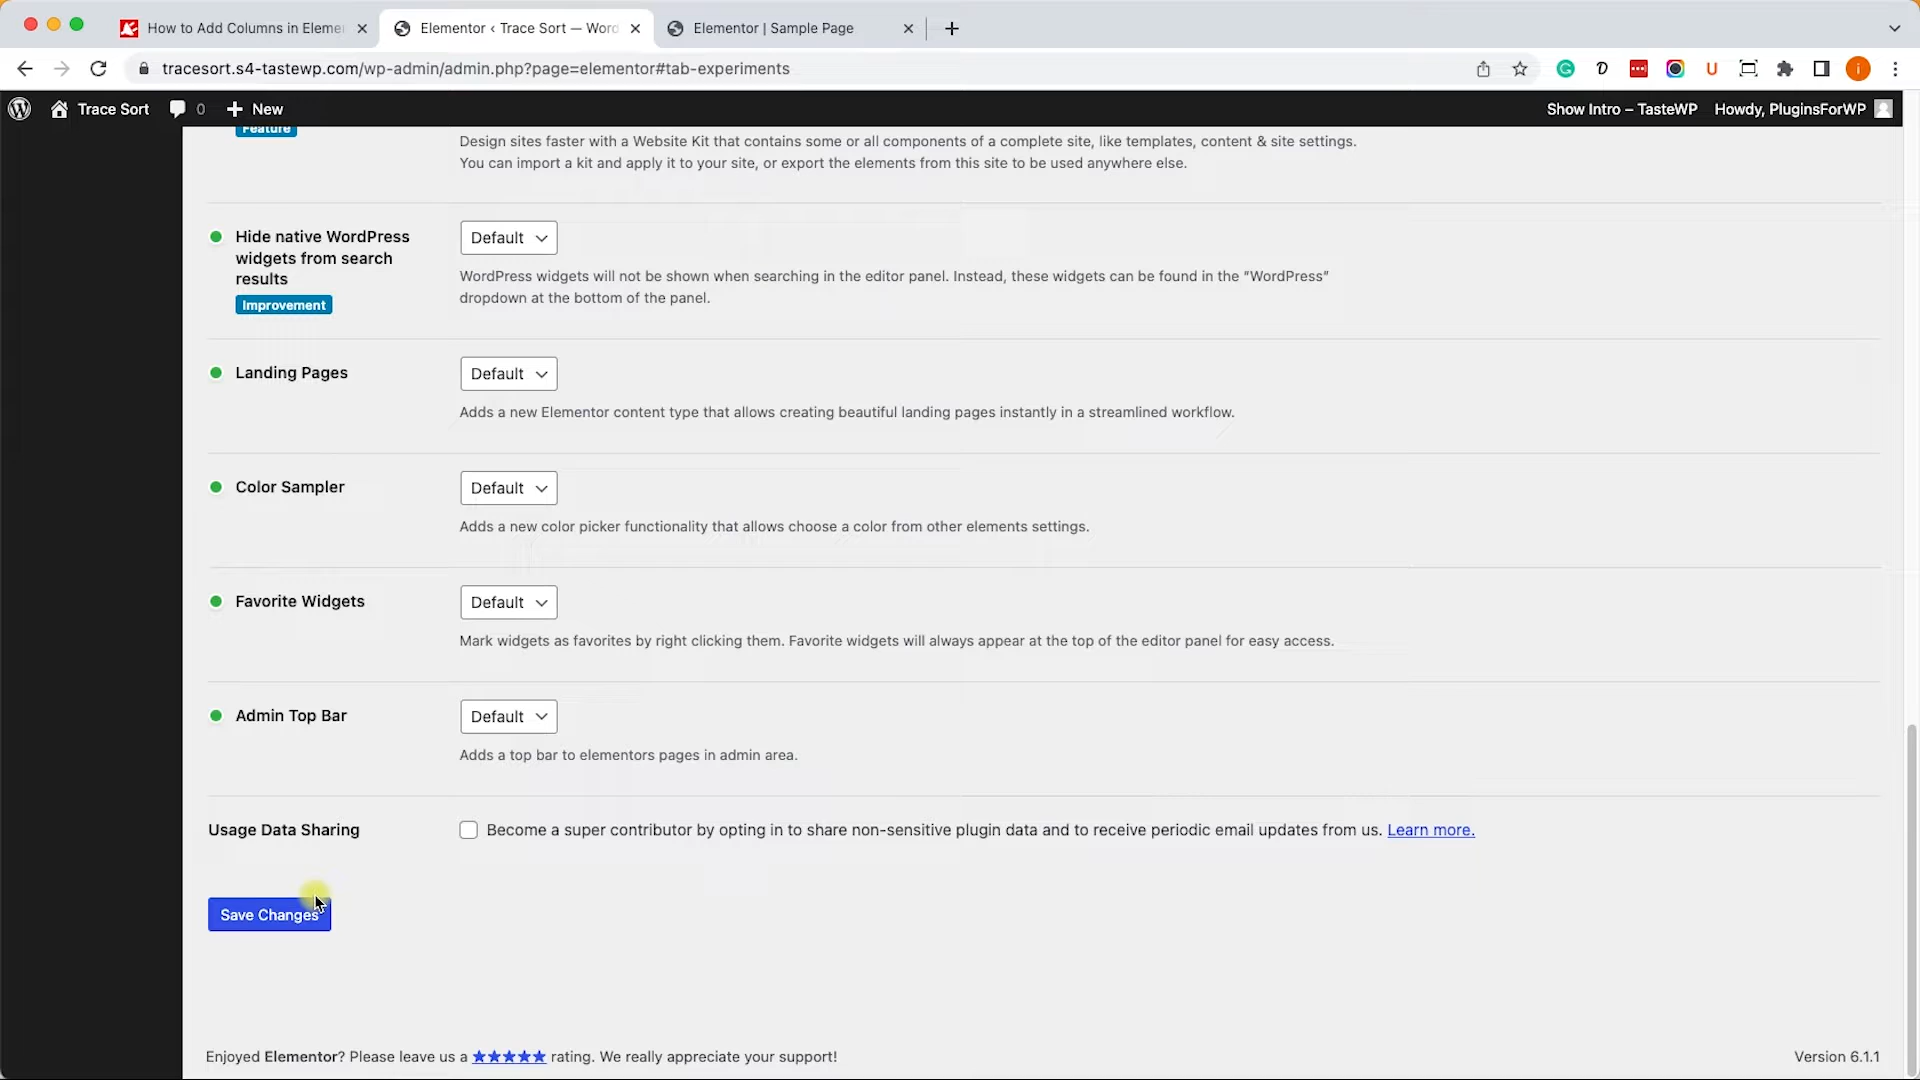 How to Add Columns in Eleme
Elementor ‹ Trace Sort — Word
Elementor | Sample Page
tracesort.s4-tastewp.com/wp-admin/admin.php?page=elementor#tab-experiments
Trace Sort 0 New
Show Intro – TasteWP Howdy, PluginsForWP
Feature
Design sites faster with a Website Kit that contains some or all components of a complete site, like templates, content & site settings.
You can import a kit and apply it to your site, or export the elements from this site to be used anywhere else.
Hide native WordPress
widgets from search
results
Improvement
Default
WordPress widgets will not be shown when searching in the editor panel. Instead, these widgets can be found in the “WordPress”
dropdown at the bottom of the panel.
Landing Pages
Default
Adds a new Elementor content type that allows creating beautiful landing pages instantly in a streamlined workflow.
Color Sampler
Default
Adds a new color picker functionality that allows choose a color from other elements settings.
Favorite Widgets
Default
Mark widgets as favorites by right clicking them. Favorite widgets will always appear at the top of the editor panel for easy access.
Admin Top Bar
Default
Adds a top bar to elementors pages in admin area.
Usage Data Sharing
Become a super contributor by opting in to share non-sensitive plugin data and to receive periodic email updates from us. Learn more.
Save Changes
Enjoyed Elementor? Please leave us a ★★★★★ rating. We really appreciate your support!
Version 6.1.1